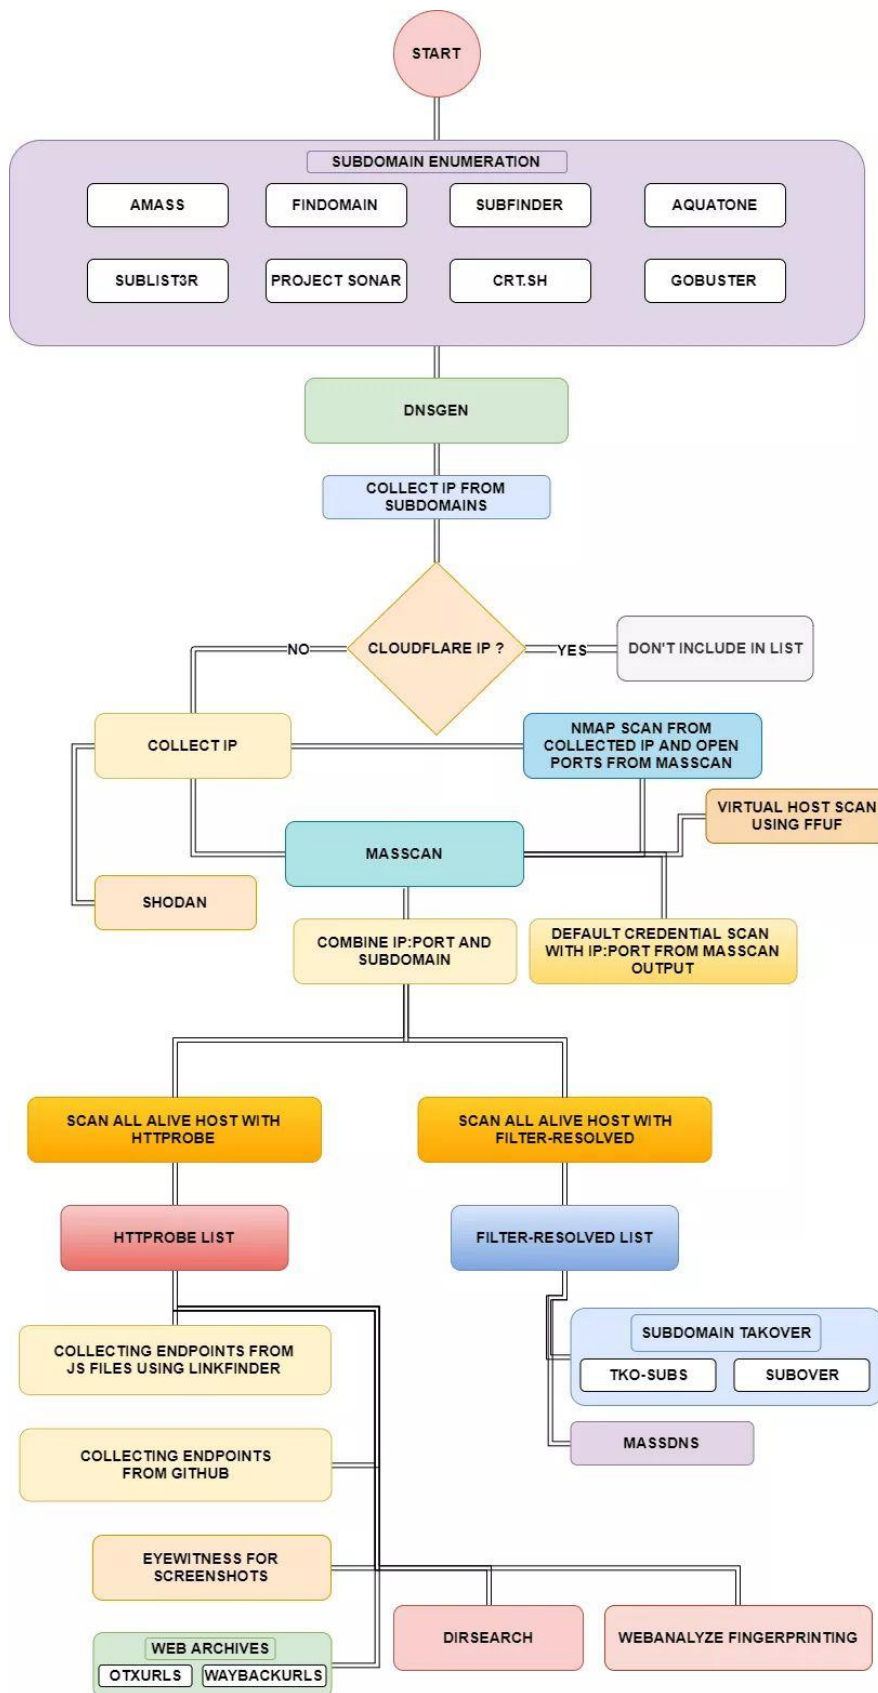 START
SUBDOMAIN ENUMERATION
AMASS
FINDOMAIN
SUBFINDER
AQUATONE
SUBLIST3R
PROJECT SONAR
CRT.SH
GOBUSTER
DNSGEN
COLLECT IP FROM
SUBDOMAINS
NO
CLOUDFLARE IP ?
YES
DON'T INCLUDE IN LIST
COLLECT IP
NMAP SCAN FROM
COLLECTED IP AND OPEN
PORTS FROM MASSCAN
VIRTUAL HOST SCAN
USING FFUF
MASSCAN
SHODAN
COMBINE IP:PORT AND
SUBDOMAIN
DEFAULT CREDENTIAL SCAN
WITH IP:PORT FROM MASSCAN
OUTPUT
SCAN ALL ALIVE HOST WITH
HTTPROBE
SCAN ALL ALIVE HOST WITH
FILTER-RESOLVED
HTTPROBE LIST
FILTER-RESOLVED LIST
COLLECTING ENDPOINTS FROM
JS FILES USING LINKFINDER
SUBDOMAIN TAKOVER
TKO-SUBS
SUBOVER
MASSDNS
COLLECTING ENDPOINTS
FROM GITHUB
EYEWITNESS FOR
SCREENSHOTS
DIRSEARCH
WEBANALYZE FINGERPRINTING
WEB ARCHIVES
OTXURLS
WAYBACKURLS